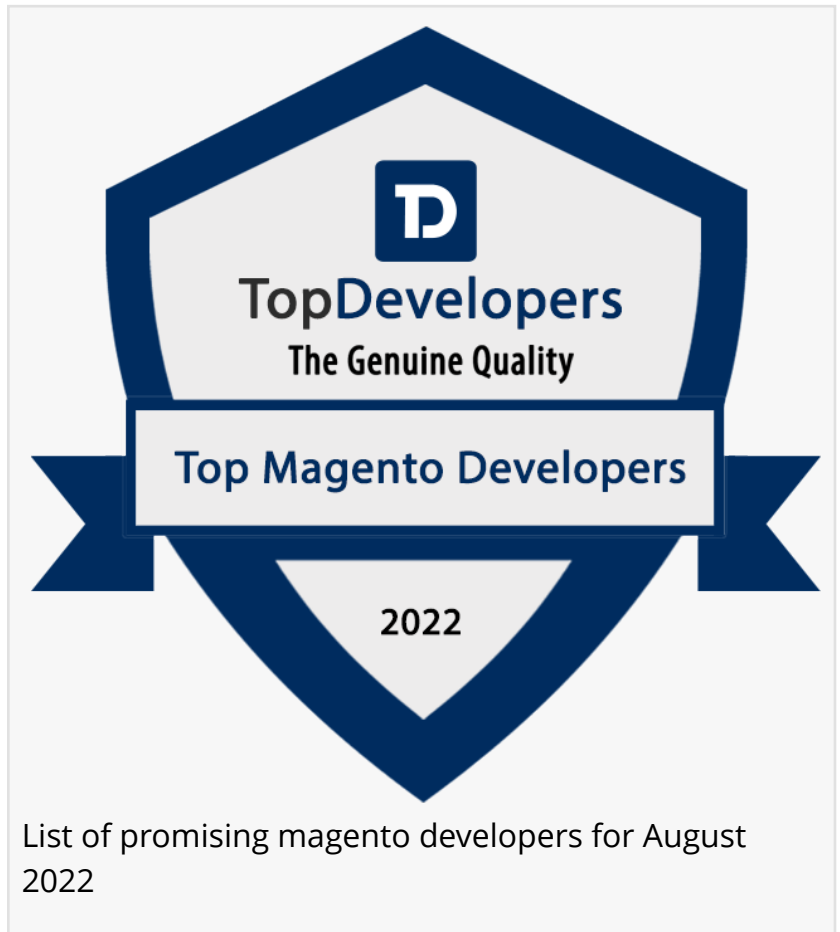 TD
TopDevelopers
The Genuine Quality
Top Magento Developers
2022
List of promising magento developers for August
2022